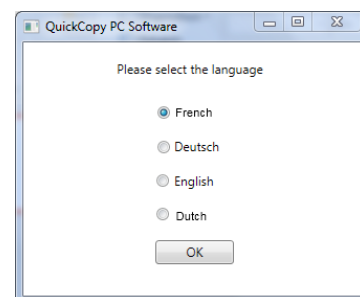 QuickCopy PC Software
Please select the language
French
Deutsch
English
Dutch
OK